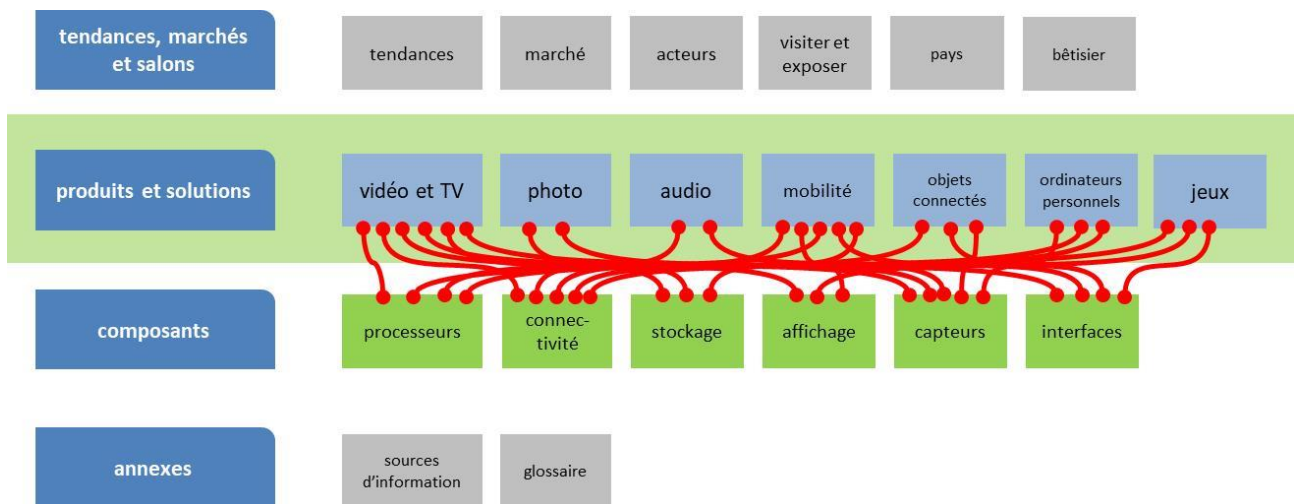 tendances, marchés
et salons
tendances
marché
acteurs
visiter et
exposer
pays
bêtisier
produits et solutions
vidéo et TV
photo
audio
mobilité
objets
connectés
ordinateurs
personnels
jeux
composants
processeurs
connec-
tivité
stockage
affichage
capteurs
interfaces
annexes
sources
d'information
glossaire